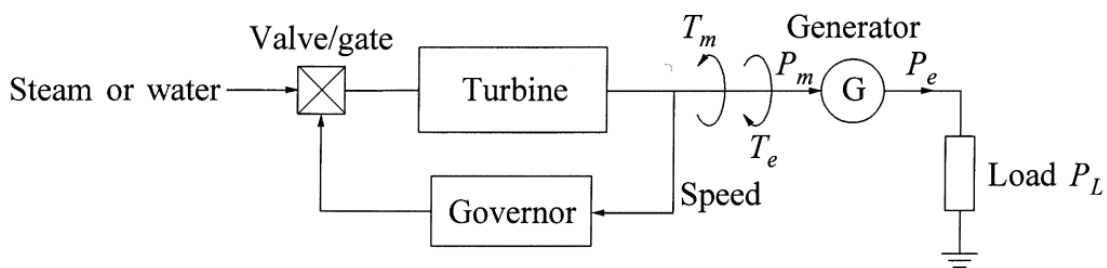 Valve/gate
Steam or water
Turbine
Governor
Speed
T_m
T_e
Generator
P_m
G
P_e
Load P_L